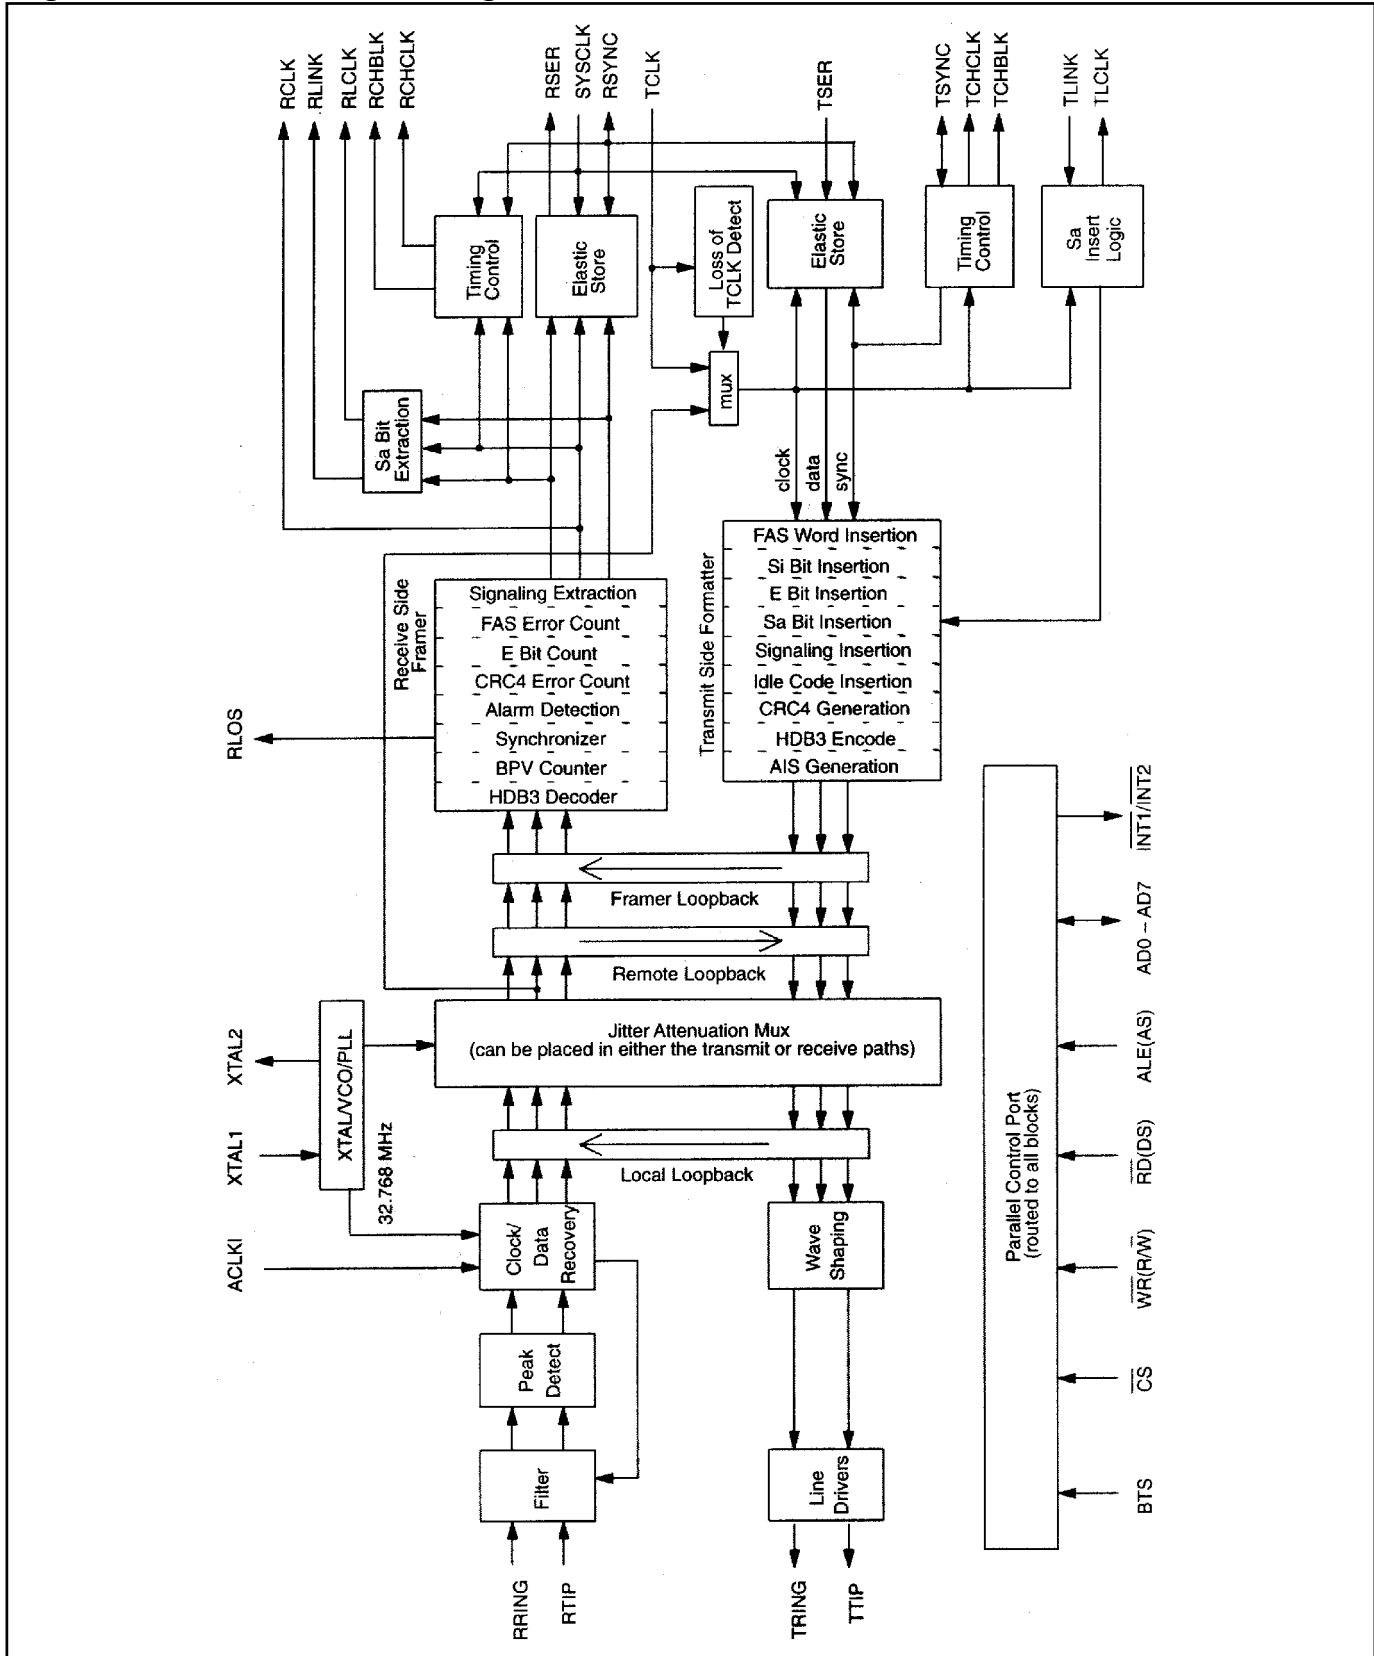 RCLK
RLINK
RLCLK
RCHBLK
RCHCLK
RSER
SYSCLK
RSYNC
TCLK
TSER
TSYNC
TCHCLK
TCHBLK
TLINK
TLCLK
Timing
Control
Elastic
Store
Loss of
TCLK Detect
Elastic
Store
Timing
Control
Sa
Insert
Logic
mux
Sa Bit
Extraction
clock
data
sync
Receive Side
Framer
Signaling Extraction
FAS Error Count
E Bit Count
CRC4 Error Count
Alarm Detection
Synchronizer
BPV Counter
HDB3 Decoder
Transmit Side Formatter
FAS Word Insertion
Si Bit Insertion
E Bit Insertion
Sa Bit Insertion
Signaling Insertion
Idle Code Insertion
CRC4 Generation
HDB3 Encode
AIS Generation
RLOS
Framer Loopback
Remote Loopback
Jitter Attenuation Mux
(can be placed in either the transmit or receive paths)
XTAL2
XTAL1
ACLKI
XTAL/VCO/PLL
32.768 MHz
Local Loopback
Clock/
Data
Recovery
Wave
Shaping
Peak
Detect
Filter
Line
Drivers
RRING
RTIP
TRING
TTIP
Parallel Control Port
(routed to all blocks)
INT1/INT2
AD0 – AD7
ALE(AS)
RD(DS)
WR(R/W)
CS
BTS